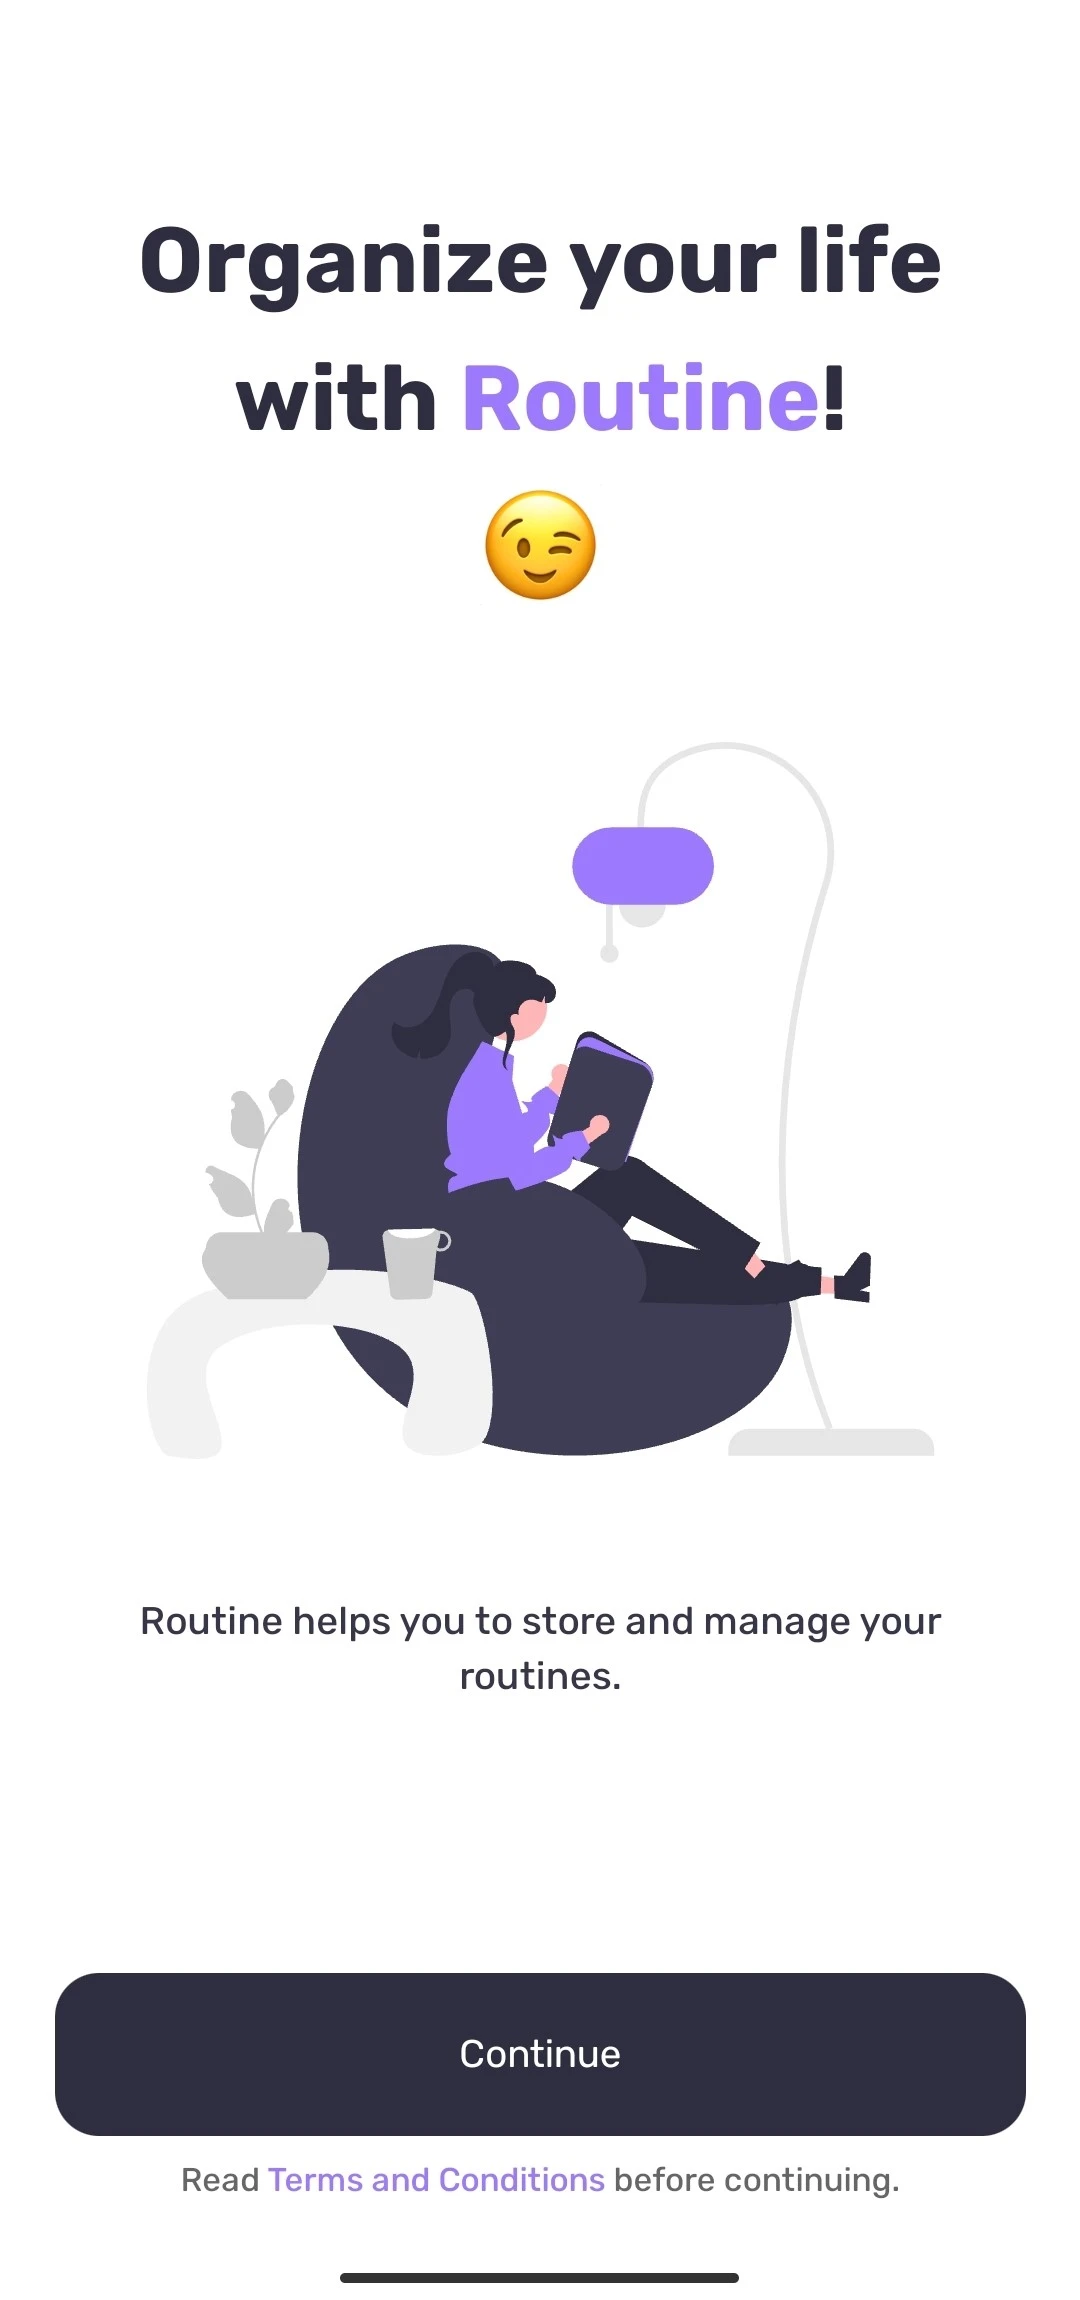 Organize your life
with Routine!
😉
Routine helps you to store and manage your
routines.
Continue
Read Terms and Conditions before continuing.